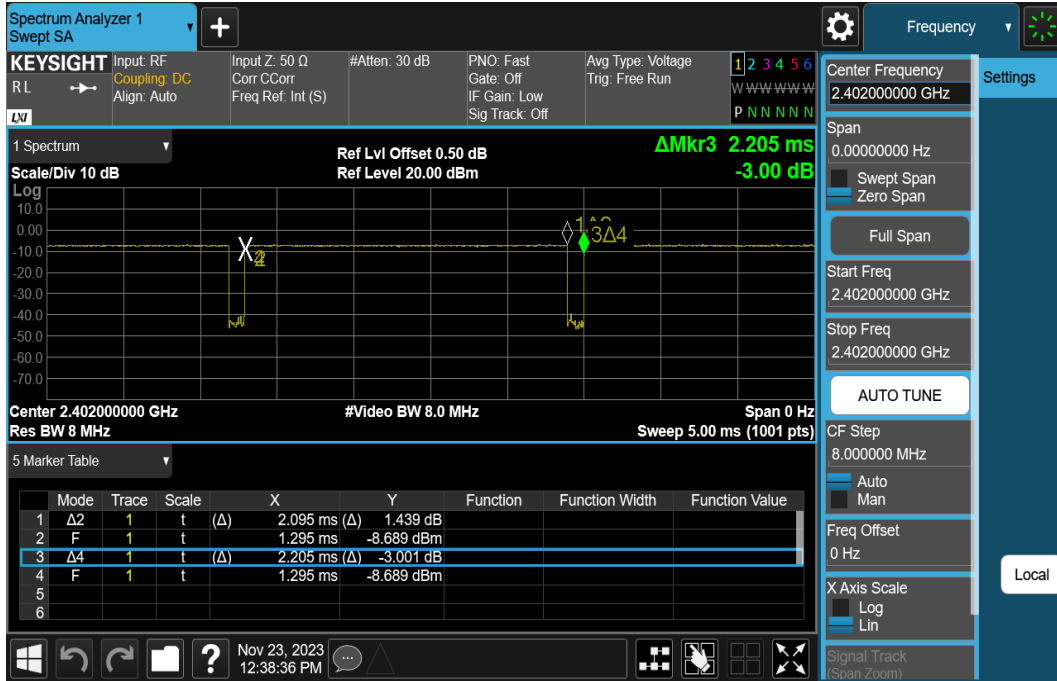 Spectrum Analyzer 1
Swept SA
+
Frequency
KEYSIGHT
R L
LXI
Input: RF
Coupling: DC
Align: Auto
Input Z: 50 Ω
Corr CCorr
Freq Ref: Int (S)
#Atten: 30 dB
PNO: Fast
Gate: Off
IF Gain: Low
Sig Track: Off
Avg Type: Voltage
Trig: Free Run
1 2 3 4 5 6
W W W W W W
P N N N N N
1 Spectrum
Scale/Div 10 dB
Ref Lvl Offset 0.50 dB
Ref Level 20.00 dBm
ΔMkr3 2.205 ms
-3.00 dB
Log
10.0
0.00
-10.0
-20.0
-30.0
-40.0
-50.0
-60.0
-70.0
3Δ4
Center 2.402000000 GHz
#Video BW 8.0 MHz
Span 0 Hz
Res BW 8 MHz
Sweep 5.00 ms (1001 pts)
5 Marker Table
Mode Trace Scale X Y Function Function Width Function Value
1 Δ2 1 t (Δ) 2.095 ms (Δ) 1.439 dB
2 F 1 t 1.295 ms -8.689 dBm
3 Δ4 1 t (Δ) 2.205 ms (Δ) -3.001 dB
4 F 1 t 1.295 ms -8.689 dBm
5
6
?
Nov 23, 2023
12:38:36 PM
Center Frequency
2.402000000 GHz
Settings
Span
0.00000000 Hz
Swept Span
Zero Span
Full Span
Start Freq
2.402000000 GHz
Stop Freq
2.402000000 GHz
AUTO TUNE
CF Step
8.000000 MHz
Auto
Man
Freq Offset
0 Hz
Local
X Axis Scale
Log
Lin
Signal Track
(Span Zoom)